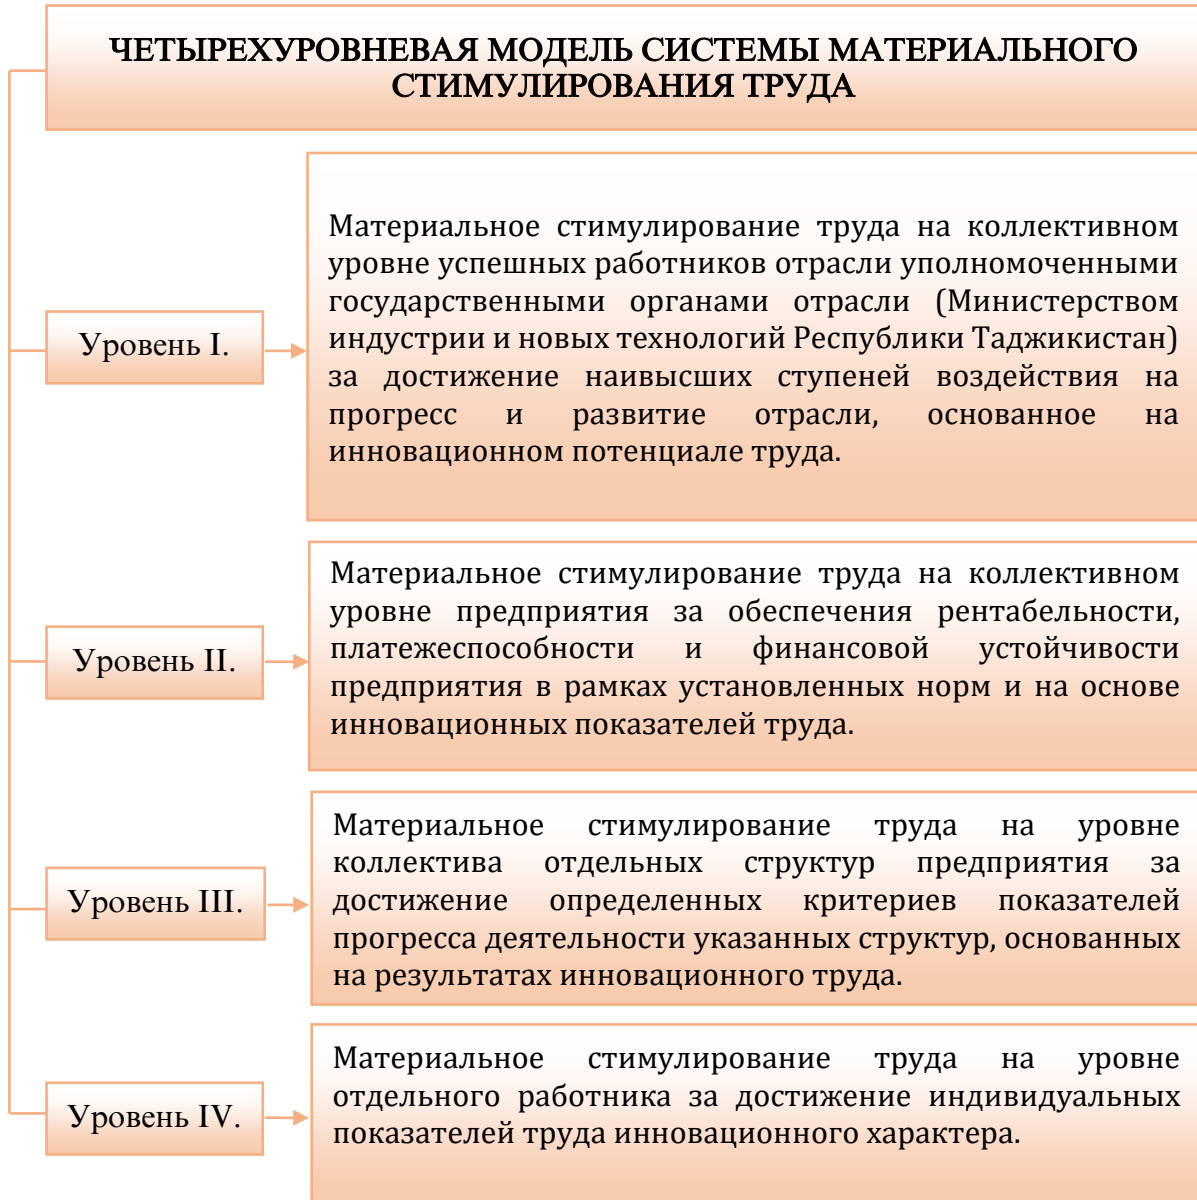 ЧЕТЫРЕХУРОВНЕВАЯ МОДЕЛЬ СИСТЕМЫ МАТЕРИАЛЬНОГО
СТИМУЛИРОВАНИЯ ТРУДА
Уровень I.
Материальное стимулирование труда на коллективном
уровне успешных работников отрасли уполномоченными
государственными органами отрасли (Министерством
индустрии и новых технологий Республики Таджикистан)
за достижение наивысших ступеней воздействия на
прогресс и развитие отрасли, основанное на
инновационном потенциале труда.
Уровень II.
Материальное стимулирование труда на коллективном
уровне предприятия за обеспечения рентабельности,
платежеспособности и финансовой устойчивости
предприятия в рамках установленных норм и на основе
инновационных показателей труда.
Уровень III.
Материальное стимулирование труда на уровне
коллектива отдельных структур предприятия за
достижение определенных критериев показателей
прогресса деятельности указанных структур, основанных
на результатах инновационного труда.
Уровень IV.
Материальное стимулирование труда на уровне
отдельного работника за достижение индивидуальных
показателей труда инновационного характера.